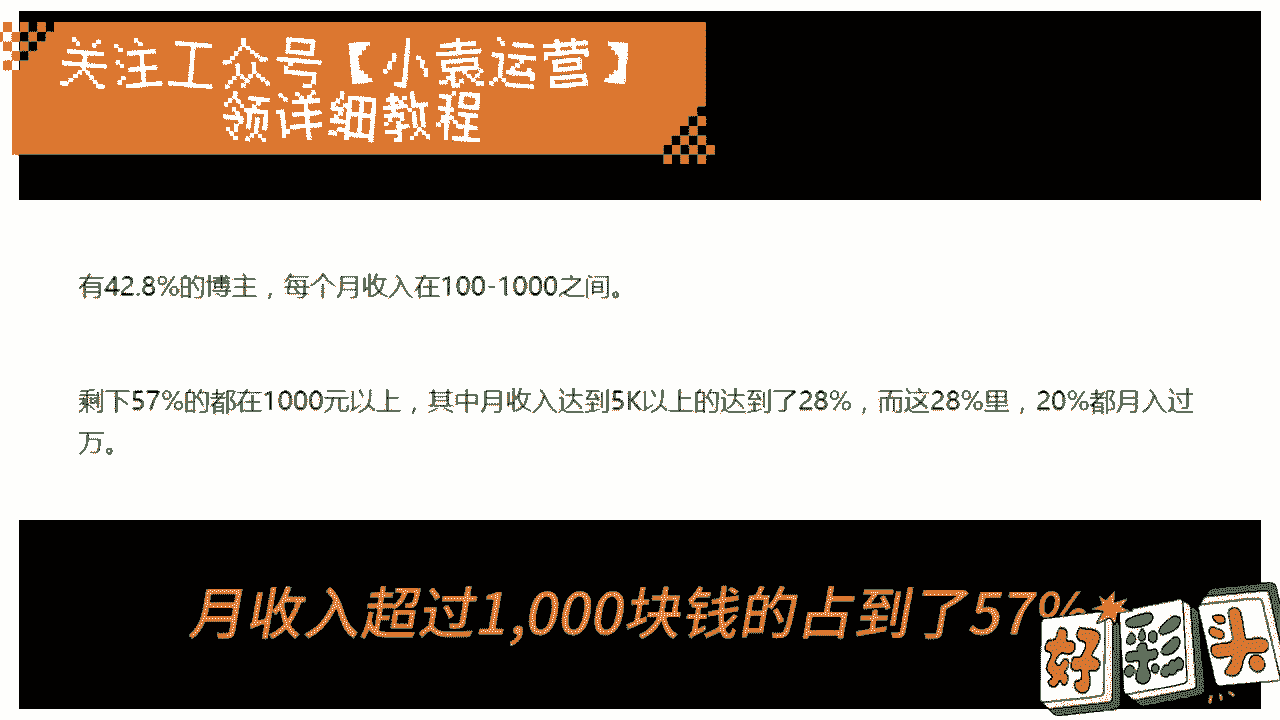 关注工众号【小袁运营】
领详细教程
有42.8%的博主，每个月收入在100-1000之间。
剩下57%的都在1000元以上，其中月收入达到5K以上的达到了28%，而这28%里，20%都月入过
万。
月收入超过1,000块钱的占到了57%
好彩头